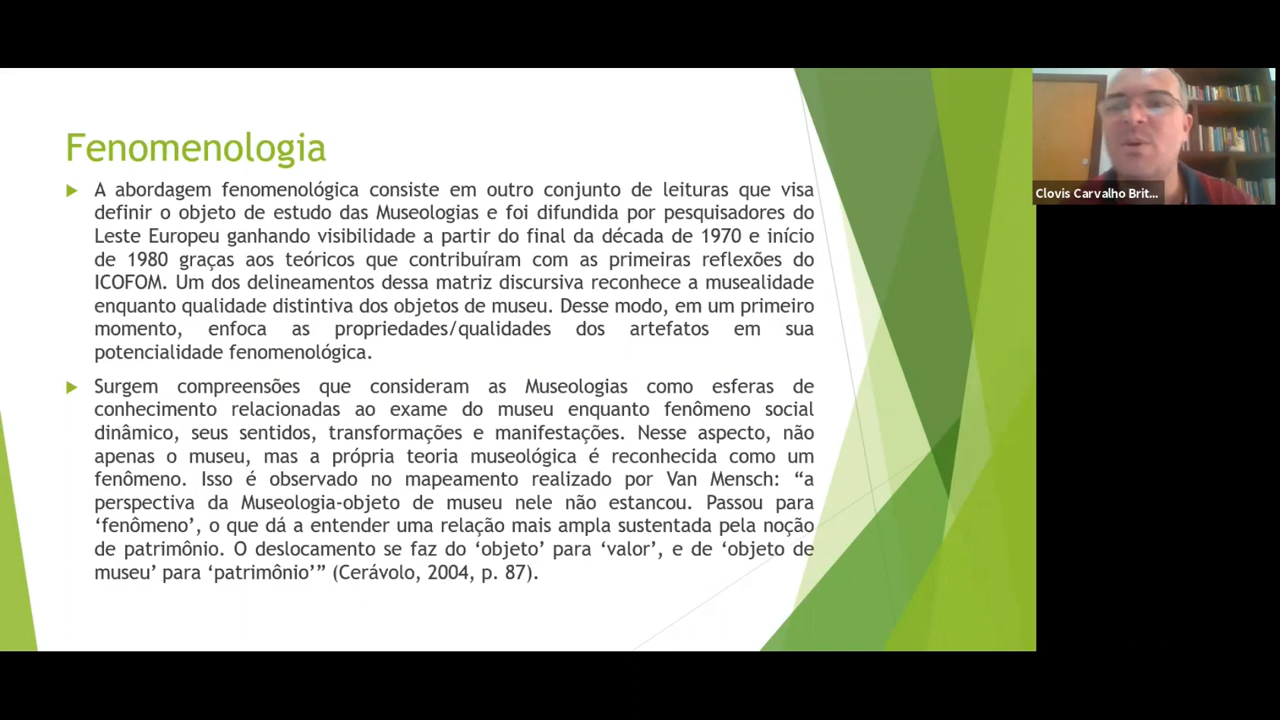 Fenomenologia
A abordagem fenomenológica consiste em outro conjunto de leituras que visa
definir o objeto de estudo das Museologias e foi difundida por pesquisadores do
Leste Europeu ganhando visibilidade a partir do final da década de 1970 e início
de 1980 graças aos teóricos que contribuíram com as primeiras reflexões do
ICOFOM. Um dos delineamentos dessa matriz discursiva reconhece a musealidade
enquanto qualidade distintiva dos objetos de museu. Desse modo, em um primeiro
momento, enfoca as propriedades/qualidades dos artefatos em sua
potencialidade fenomenológica.
Surgem compreensões que consideram as Museologias como esferas de
conhecimento relacionadas ao exame do museu enquanto fenômeno social
dinâmico, seus sentidos, transformações e manifestações. Nesse aspecto, não
apenas o museu, mas a própria teoria museológica é reconhecida como um
fenômeno. Isso é observado no mapeamento realizado por Van Mensch: “a
perspectiva da Museologia-objeto de museu nele não estancou. Passou para
‘fenômeno’, o que dá a entender uma relação mais ampla sustentada pela noção
de patrimônio. O deslocamento se faz do ‘objeto’ para ‘valor’, e de ‘objeto de
museu’ para ‘patrimônio’” (Cerávolo, 2004, p. 87).
Clovis Carvalho Brit...